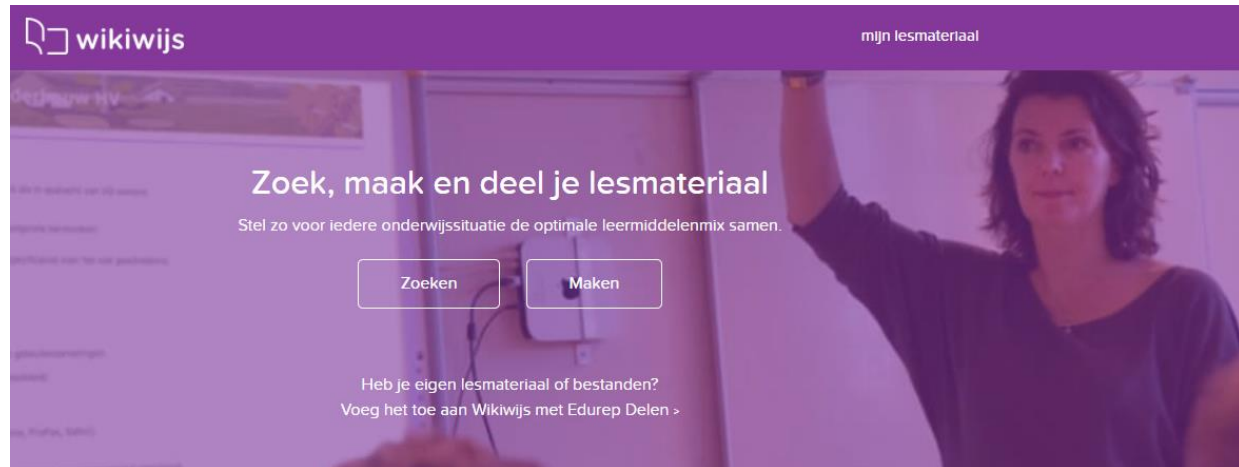 wikiwijs
mijn lesmateriaal
Zoek, maak en deel je lesmateriaal
Stel zo voor iedere onderwijssituatie de optimale leermiddelenmix samen.
Zoeken
Maken
Heb je eigen lesmateriaal of bestanden?
Voeg het toe aan Wikiwijs met Edurep Delen >